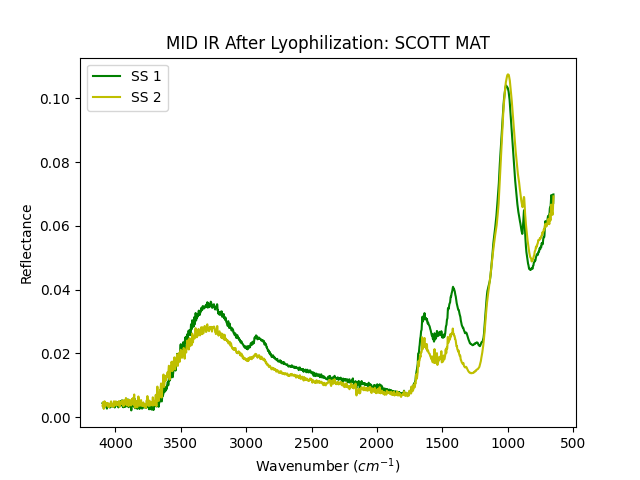 MID IR After Lyophilization: SCOTT MAT
SS 1
SS 2
0.10
0.08
0.06
0.04
0.02
0.00
Reflectance
4000 3500 3000 2500 2000 1500 1000 500
Wavenumber (cm⁻¹)